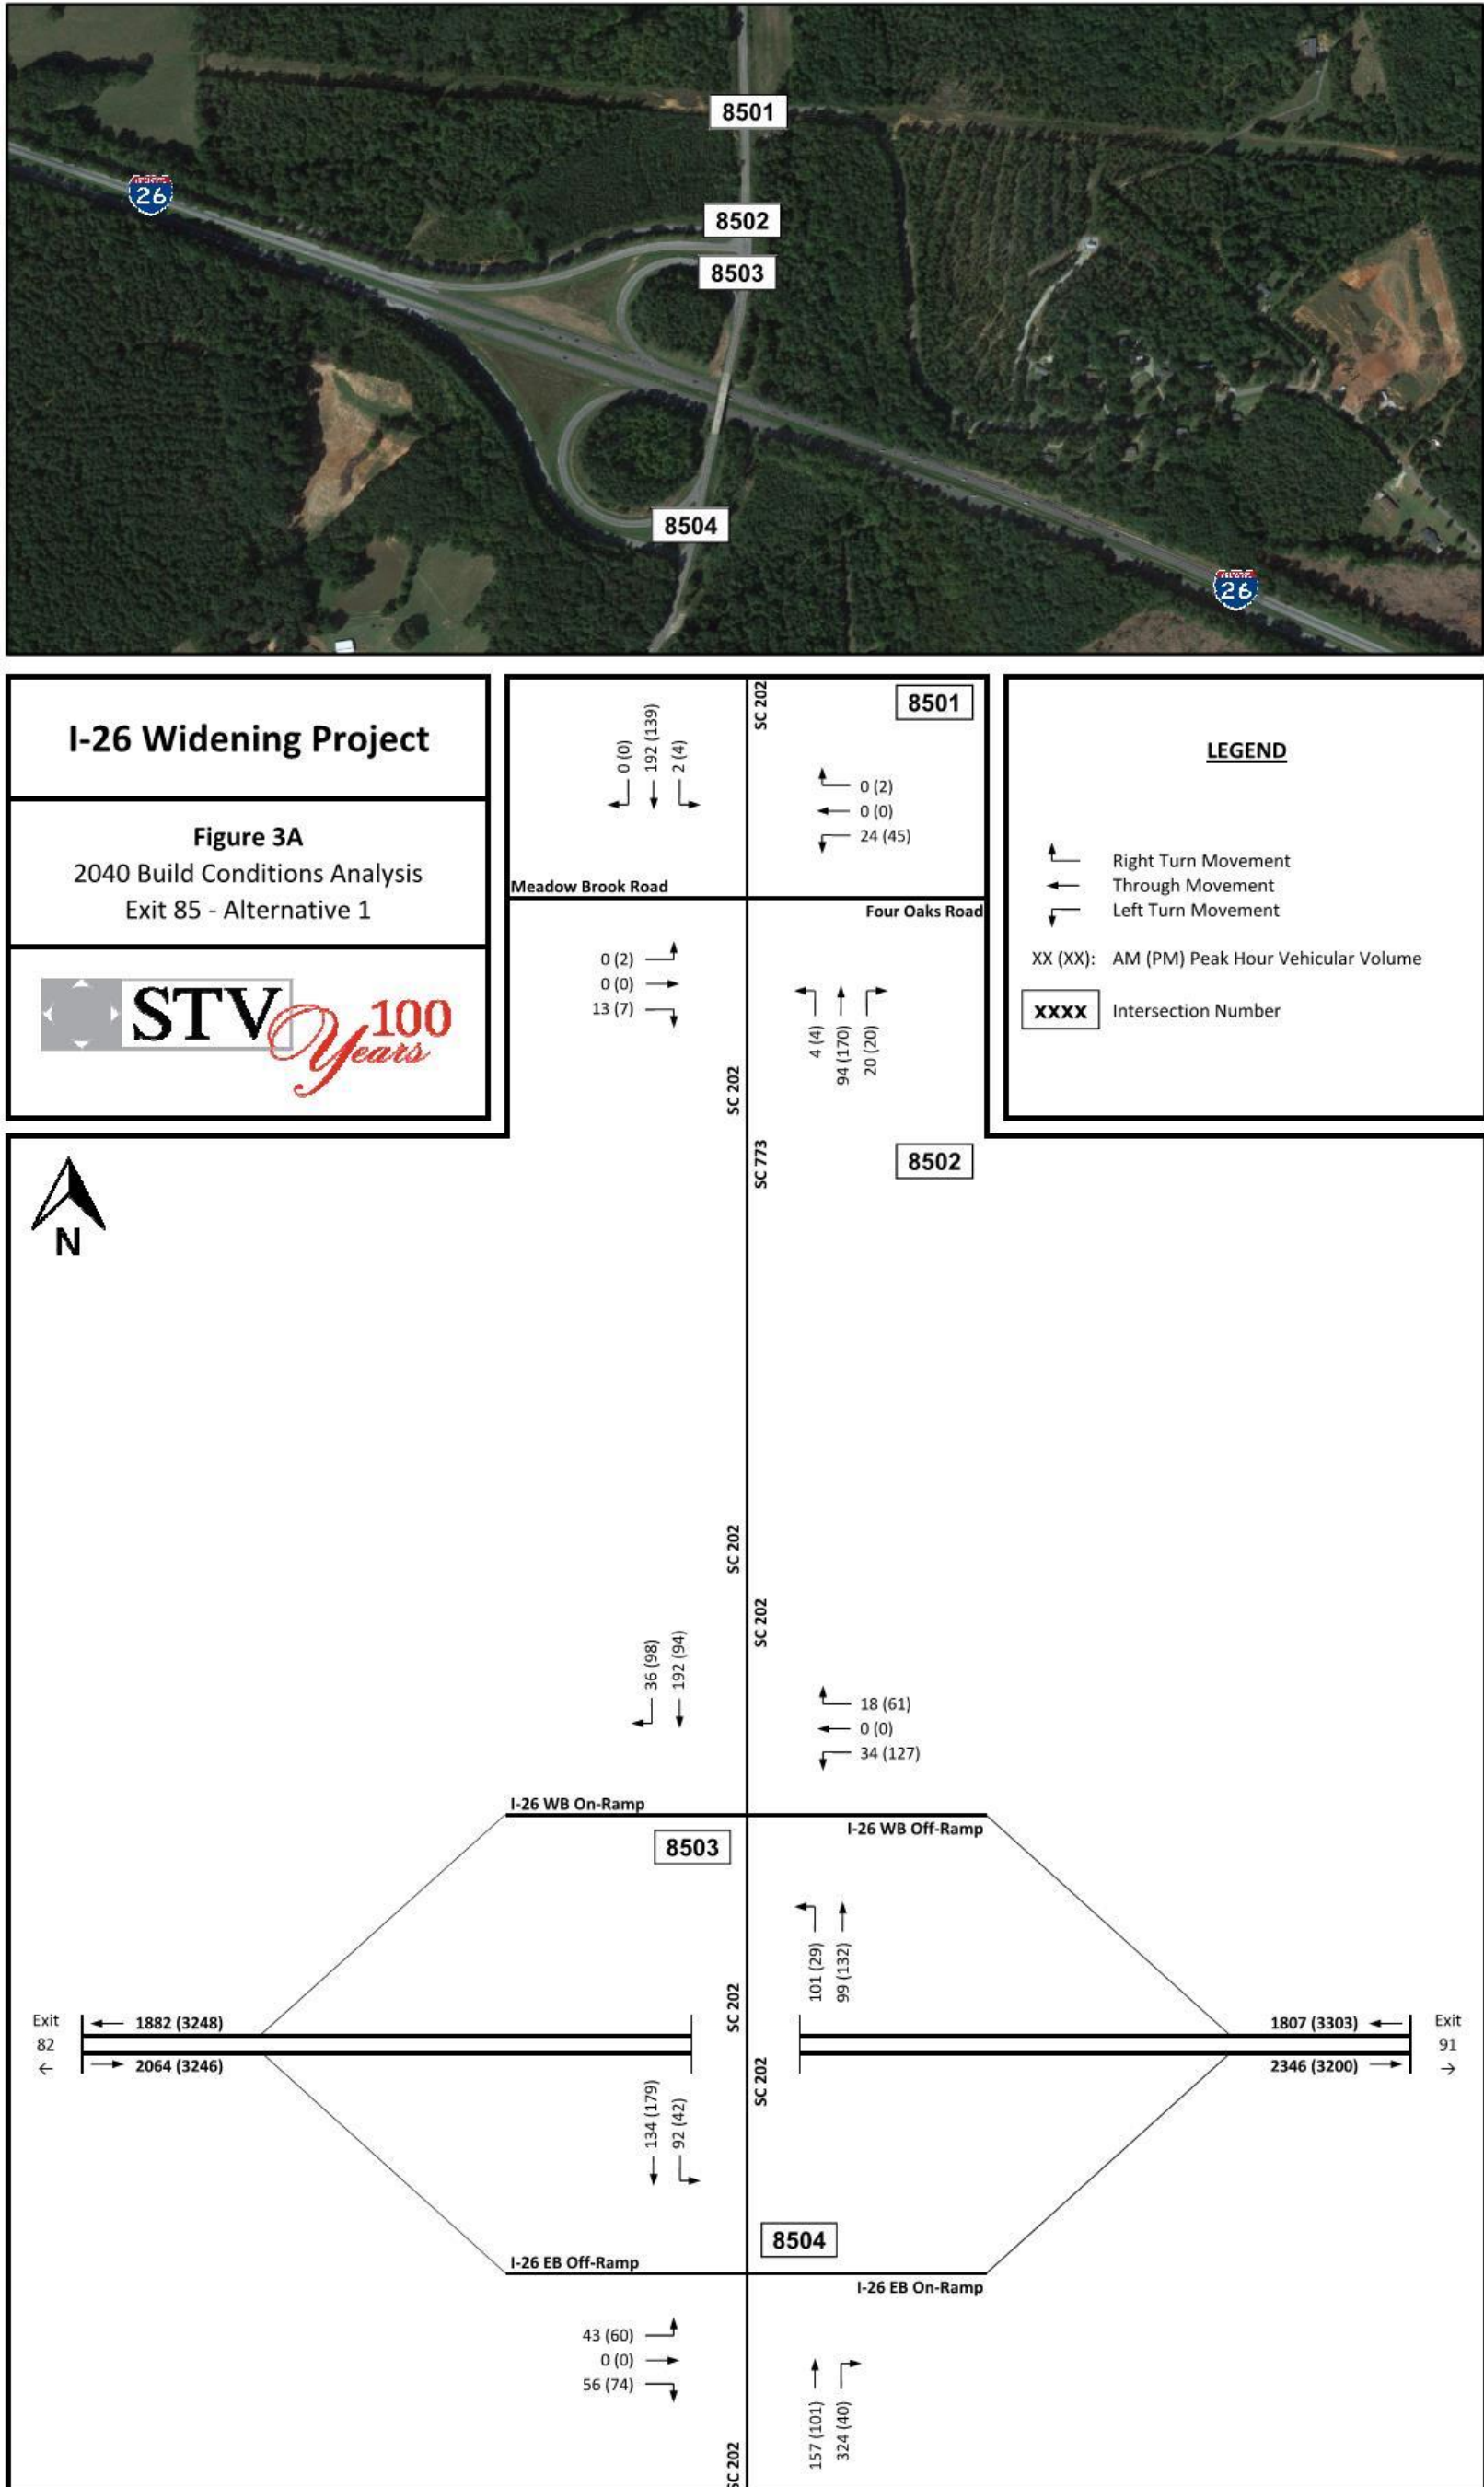 8501
26
8502
8503
8504
26
I-26 Widening Project
Figure 3A
2040 Build Conditions Analysis
Exit 85 - Alternative 1
STV 100
Years
SC 202
8501
0 (0)
192 (139)
2 (4)
0 (2)
0 (0)
24 (45)
Meadow Brook Road
Four Oaks Road
0 (2)
0 (0)
13 (7)
4 (4)
94 (170)
20 (20)
SC 202
LEGEND
Right Turn Movement
Through Movement
Left Turn Movement
XX (XX): AM (PM) Peak Hour Vehicular Volume
XXXX Intersection Number
SC 773
8502
N
SC 202
SC 202
36 (98)
192 (94)
18 (61)
0 (0)
34 (127)
I-26 WB On-Ramp
I-26 WB Off-Ramp
8503
101 (29)
99 (132)
SC 202
Exit
82
←
1882 (3248)
2064 (3246)
1807 (3303)
2346 (3200)
Exit
91
→
SC 202
134 (179)
92 (42)
8504
I-26 EB Off-Ramp
I-26 EB On-Ramp
43 (60)
0 (0)
56 (74)
157 (101)
324 (40)
SC 202